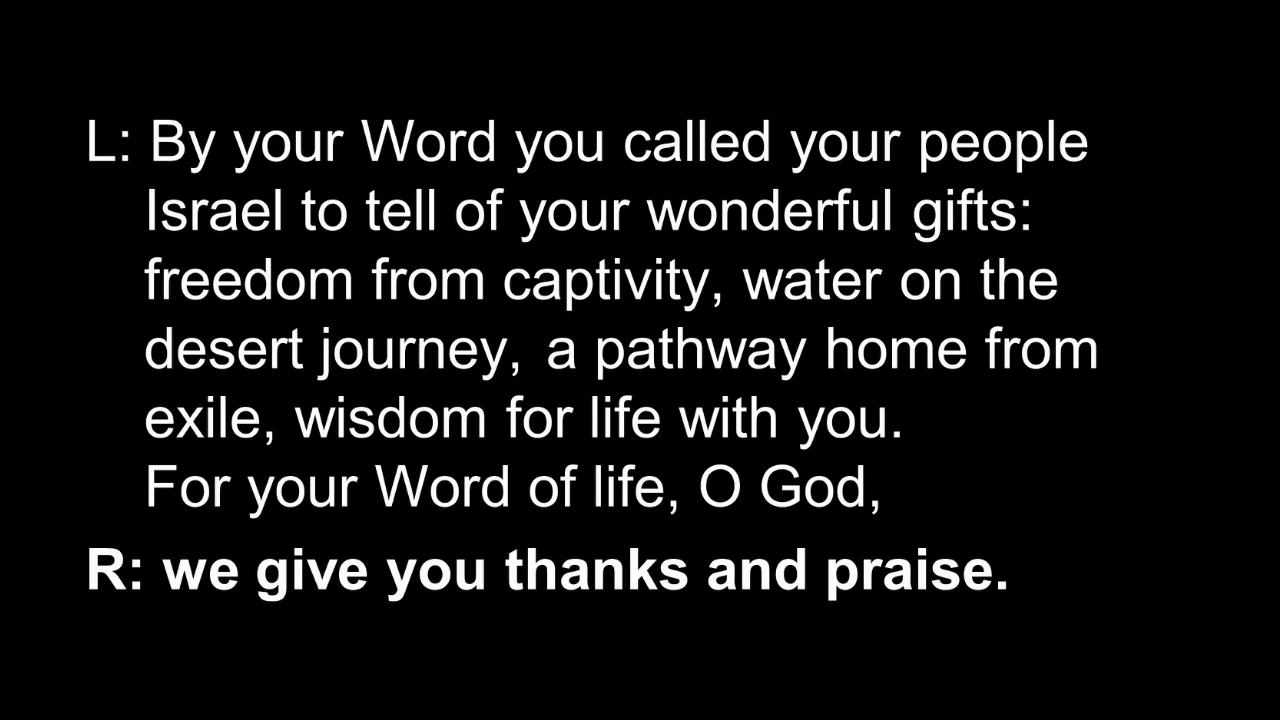 L: By your Word you called your people
Israel to tell of your wonderful gifts:
freedom from captivity, water on the
desert journey, a pathway home from
exile, wisdom for life with you.
For your Word of life, O God,
R: we give you thanks and praise.